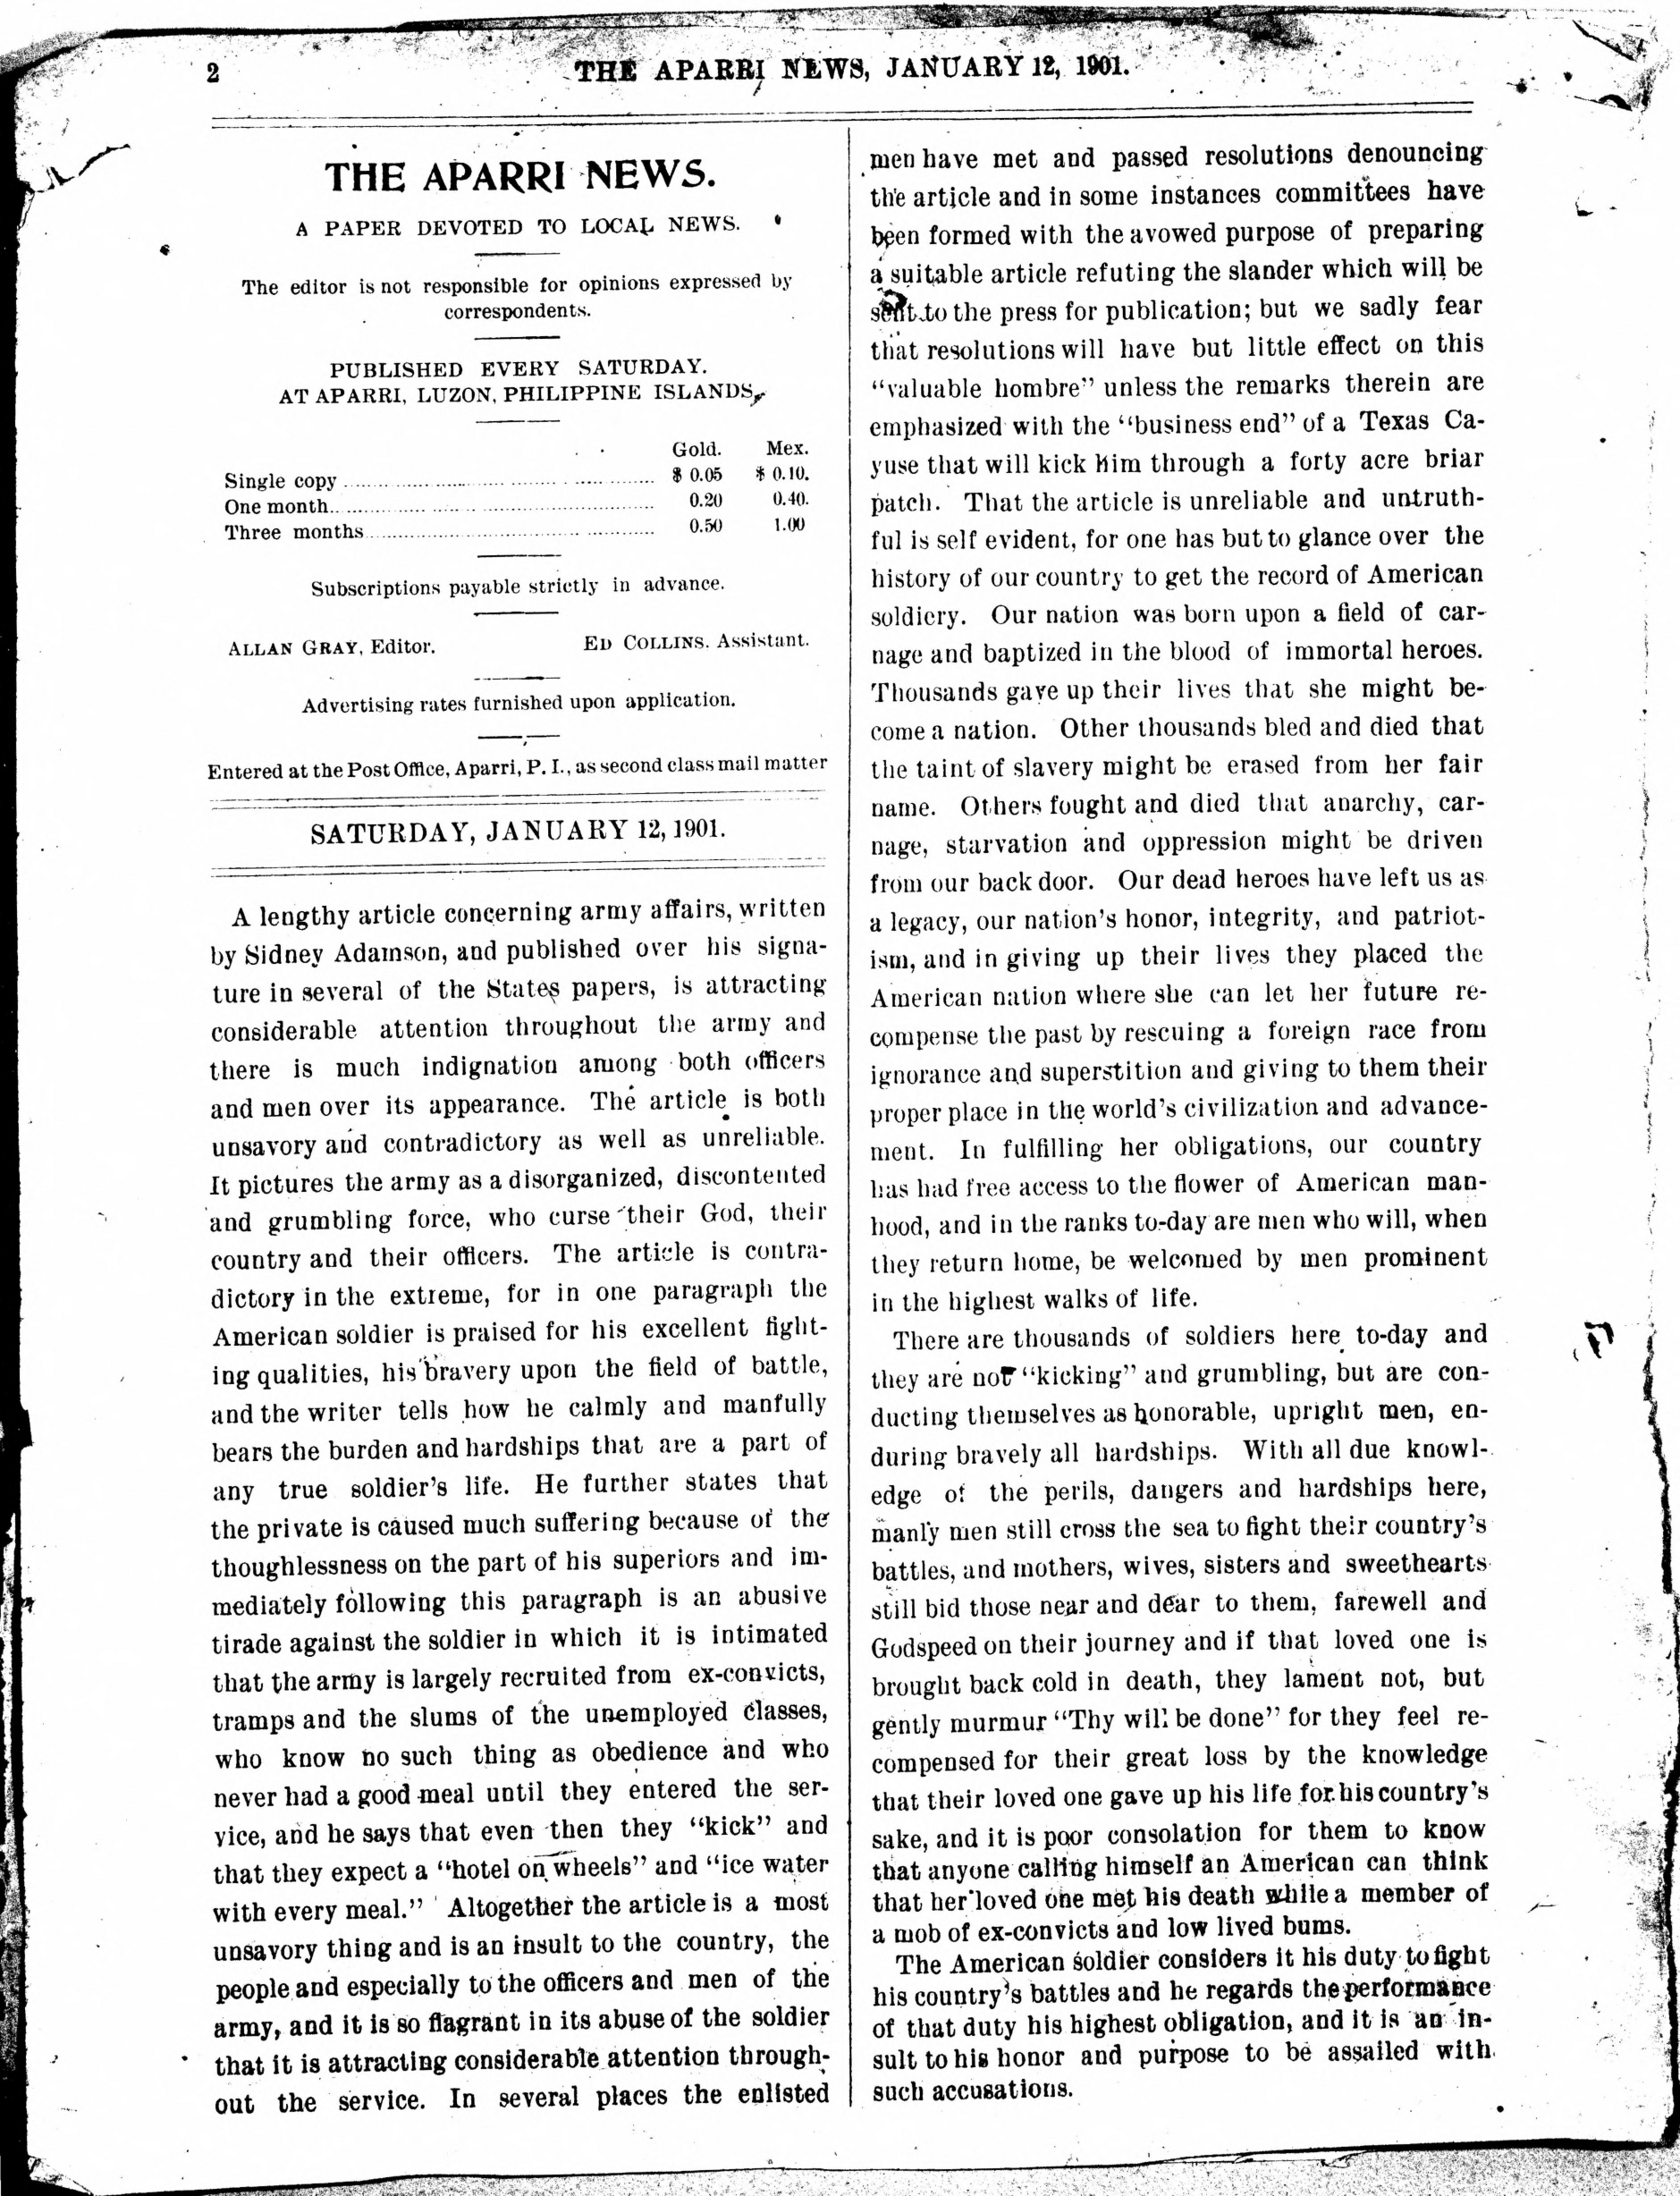 2
THE APARRI NEWS, JANUARY 12, 1901.
THE APARRI NEWS.
A PAPER DEVOTED TO LOCAL NEWS.
The editor is not responsible for opinions expressed by
correspondents.
PUBLISHED EVERY SATURDAY.
AT APARRI, LUZON, PHILIPPINE ISLANDS,
Gold. Mex.
Single copy $ 0.05 $ 0.10.
One month 0.20 0.40.
Three months 0.50 1.00
Subscriptions payable strictly in advance.
ALLAN GRAY, Editor. ED COLLINS. Assistant.
Advertising rates furnished upon application.
Entered at the Post Office, Aparri, P. I., as second class mail matter
SATURDAY, JANUARY 12, 1901.
A lengthy article concerning army affairs, written
by Sidney Adamson, and published over his signa-
ture in several of the States papers, is attracting
considerable attention throughout the army and
there is much indignation among both officers
and men over its appearance. The article is both
unsavory and contradictory as well as unreliable.
It pictures the army as a disorganized, discontented
and grumbling force, who curse their God, their
country and their officers. The article is contra-
dictory in the extreme, for in one paragraph the
American soldier is praised for his excellent fight-
ing qualities, his bravery upon the field of battle,
and the writer tells how he calmly and manfully
bears the burden and hardships that are a part of
any true soldier's life. He further states that
the private is caused much suffering because of the
thoughlessness on the part of his superiors and im-
mediately following this paragraph is an abusive
tirade against the soldier in which it is intimated
that the army is largely recruited from ex-convicts,
tramps and the slums of the unemployed classes,
who know no such thing as obedience and who
never had a good meal until they entered the ser-
vice, and he says that even then they "kick" and
that they expect a "hotel on wheels" and "ice water
with every meal." Altogether the article is a most
unsavory thing and is an insult to the country, the
people and especially to the officers and men of the
army, and it is so flagrant in its abuse of the soldier
that it is attracting considerable attention through-
out the service. In several places the enlisted
men have met and passed resolutions denouncing
the article and in some instances committees have
been formed with the avowed purpose of preparing
a suitable article refuting the slander which will be
sent to the press for publication; but we sadly fear
that resolutions will have but little effect on this
"valuable hombre" unless the remarks therein are
emphasized with the "business end" of a Texas Ca-
yuse that will kick him through a forty acre briar
patch. That the article is unreliable and untruth-
ful is self evident, for one has but to glance over the
history of our country to get the record of American
soldiery. Our nation was born upon a field of car-
nage and baptized in the blood of immortal heroes.
Thousands gave up their lives that she might be-
come a nation. Other thousands bled and died that
the taint of slavery might be erased from her fair
name. Others fought and died that anarchy, car-
nage, starvation and oppression might be driven
from our back door. Our dead heroes have left us as
a legacy, our nation's honor, integrity, and patriot-
ism, and in giving up their lives they placed the
American nation where she can let her future re-
compense the past by rescuing a foreign race from
ignorance and superstition and giving to them their
proper place in the world's civilization and advance-
ment. In fulfilling her obligations, our country
has had free access to the flower of American man-
hood, and in the ranks to-day are men who will, when
they return home, be welcomed by men prominent
in the highest walks of life.
There are thousands of soldiers here to-day and
they are not "kicking" and grumbling, but are con-
ducting themselves as honorable, upright men, en-
during bravely all hardships. With all due knowl-
edge of the perils, dangers and hardships here,
manly men still cross the sea to fight their country's
battles, and mothers, wives, sisters and sweethearts
still bid those near and dear to them, farewell and
Godspeed on their journey and if that loved one is
brought back cold in death, they lament not, but
gently murmur "Thy will be done" for they feel re-
compensed for their great loss by the knowledge
that their loved one gave up his life for his country's
sake, and it is poor consolation for them to know
that anyone calling himself an American can think
that her loved one met his death while a member of
a mob of ex-convicts and low lived bums.
The American soldier considers it his duty to fight
his country's battles and he regards the performance
of that duty his highest obligation, and it is an in-
sult to his honor and purpose to be assailed with
such accusations.